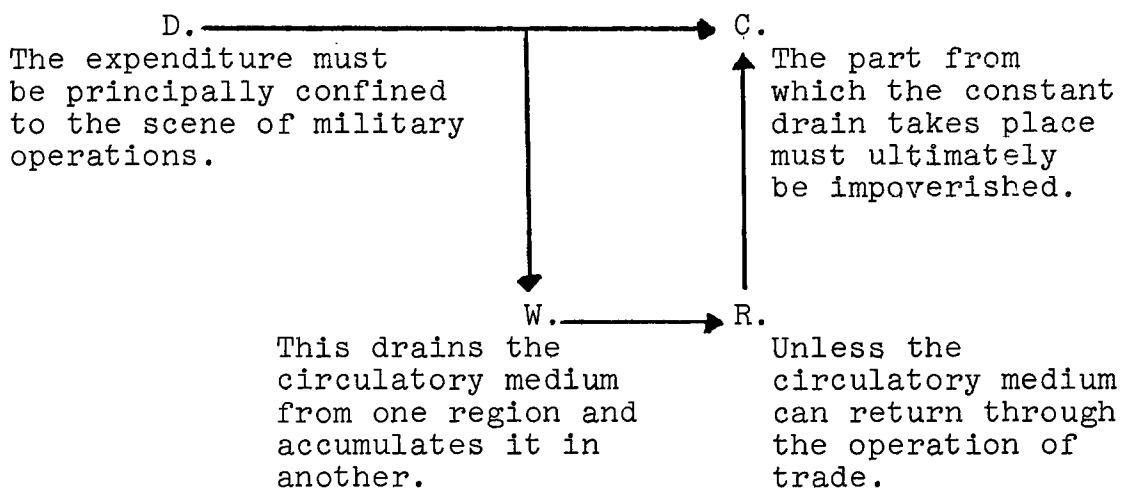 D.
The expenditure must
be principally confined
to the scene of military
operations.
C.
The part from
which the constant
drain takes place
must ultimately
be impoverished.
W.
This drains the
circulatory medium
from one region and
accumulates it in
another.
R.
Unless the
circulatory medium
can return through
the operation of
trade.